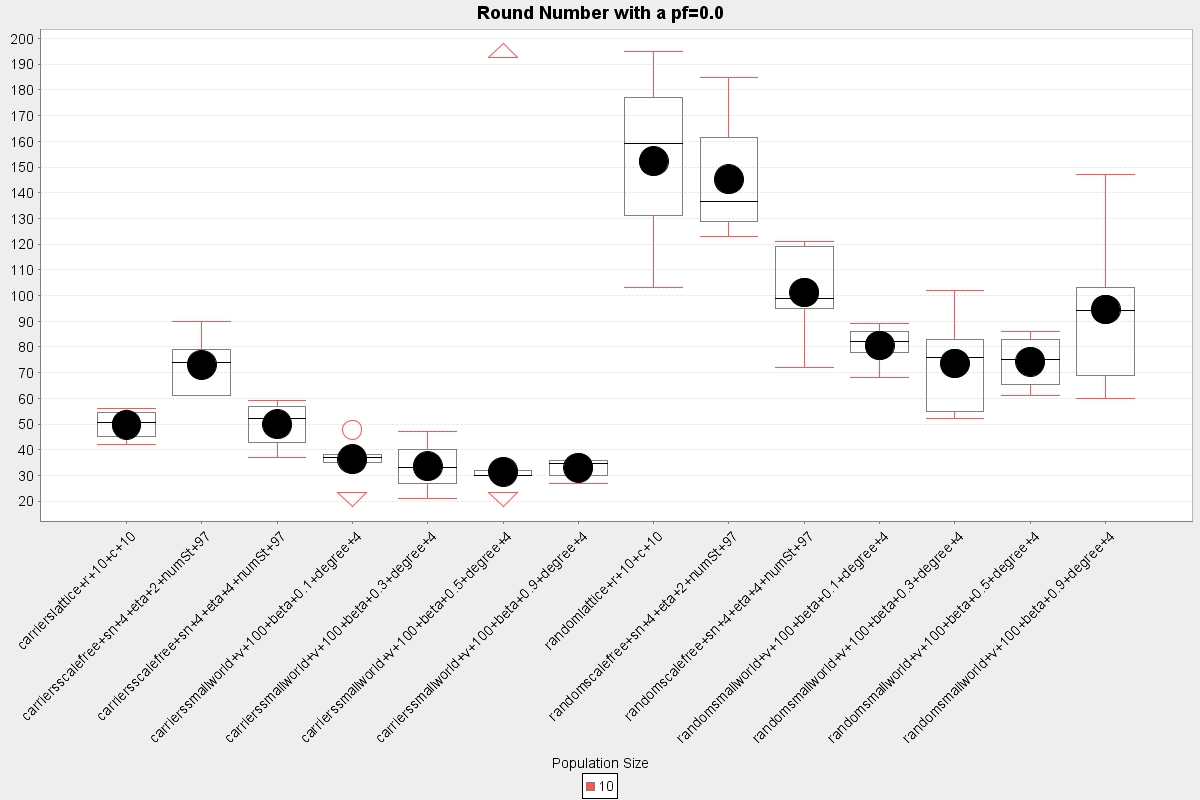 Round Number with a pf=0.0
200
190
180
170
160
150
140
130
120
110
100
90
80
70
60
50
40
30
20
carrierslattice+r+10+c+10
carriersscalefree+sn+4+eta+2+numSt+97
carriersscalefree+sn+4+eta+4+numSt+97
carrierssmallworld+v+100+beta+0.1+degree+4
carrierssmallworld+v+100+beta+0.3+degree+4
carrierssmallworld+v+100+beta+0.5+degree+4
carrierssmallworld+v+100+beta+0.9+degree+4
randomlattice+r+10+c+10
randomscalefree+sn+4+eta+2+numSt+97
randomscalefree+sn+4+eta+4+numSt+97
randomsmallworld+v+100+beta+0.1+degree+4
randomsmallworld+v+100+beta+0.3+degree+4
randomsmallworld+v+100+beta+0.5+degree+4
randomsmallworld+v+100+beta+0.9+degree+4
Population Size
10